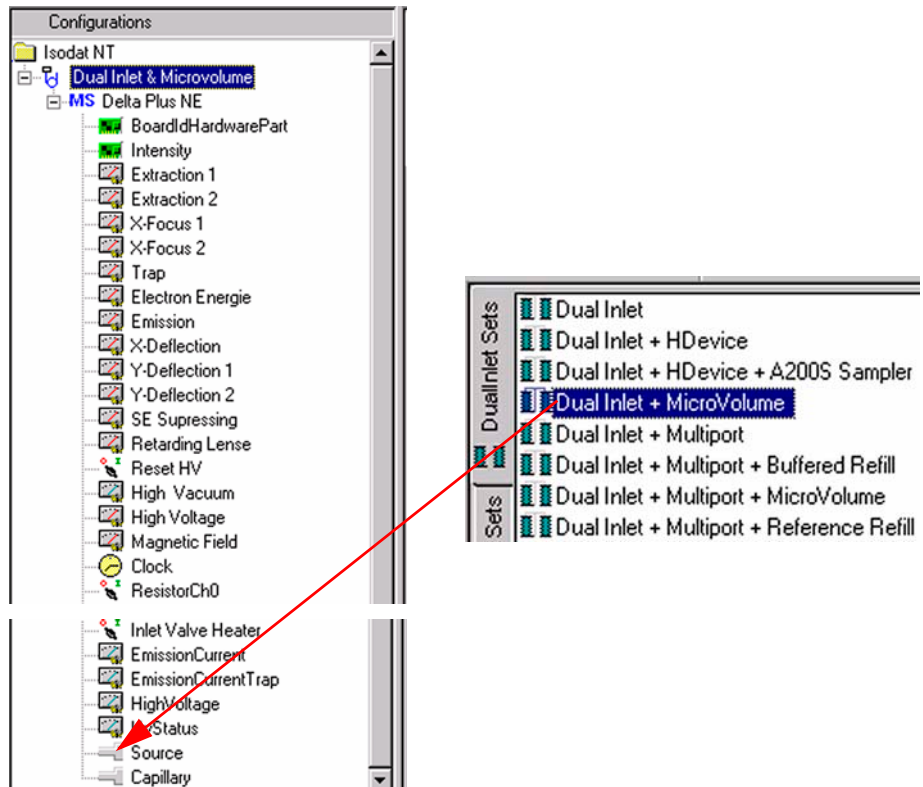 Configurations
Isodat NT
Dual Inlet & Microvolume
MS Delta Plus NE
BoardIdHardwarePart
Intensity
Extraction 1
Extraction 2
X-Focus 1
X-Focus 2
Trap
Electron Energie
Emission
X-Deflection
Y-Deflection 1
Y-Deflection 2
SE Supressing
Retarding Lense
Reset HV
High Vacuum
High Voltage
Magnetic Field
Clock
ResistorCh0
Inlet Valve Heater
EmissionCurrent
EmissionCurrentTrap
HighVoltage
Status
Source
Capillary
DualInlet Sets
Sets
Dual Inlet
Dual Inlet + HDevice
Dual Inlet + HDevice + A200S Sampler
Dual Inlet + MicroVolume
Dual Inlet + Multiport
Dual Inlet + Multiport + Buffered Refill
Dual Inlet + Multiport + MicroVolume
Dual Inlet + Multiport + Reference Refill